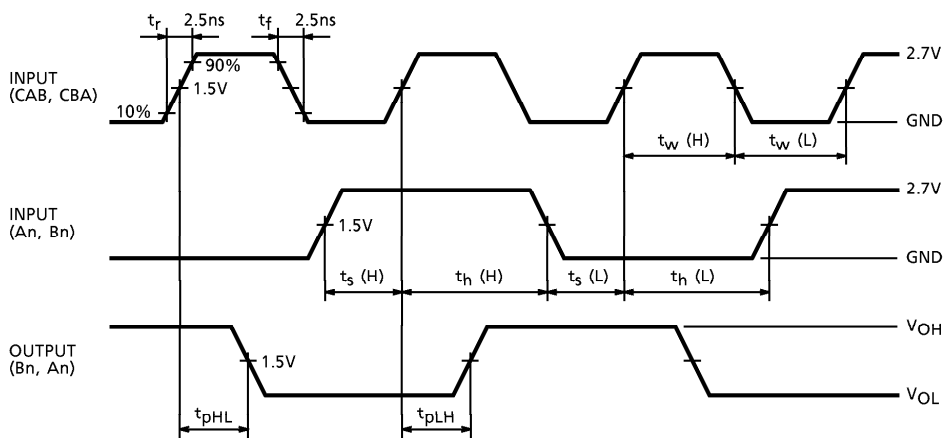 tr 2.5ns tf 2.5ns
2.7V
INPUT
(CAB, CBA)
90%
1.5V
10%
GND
tw (H) tw (L)
2.7V
INPUT
(An, Bn)
1.5V
GND
ts (H) th (H) ts (L) th (L)
VOH
OUTPUT
(Bn, An)
1.5V
VOL
tpHL tpLH